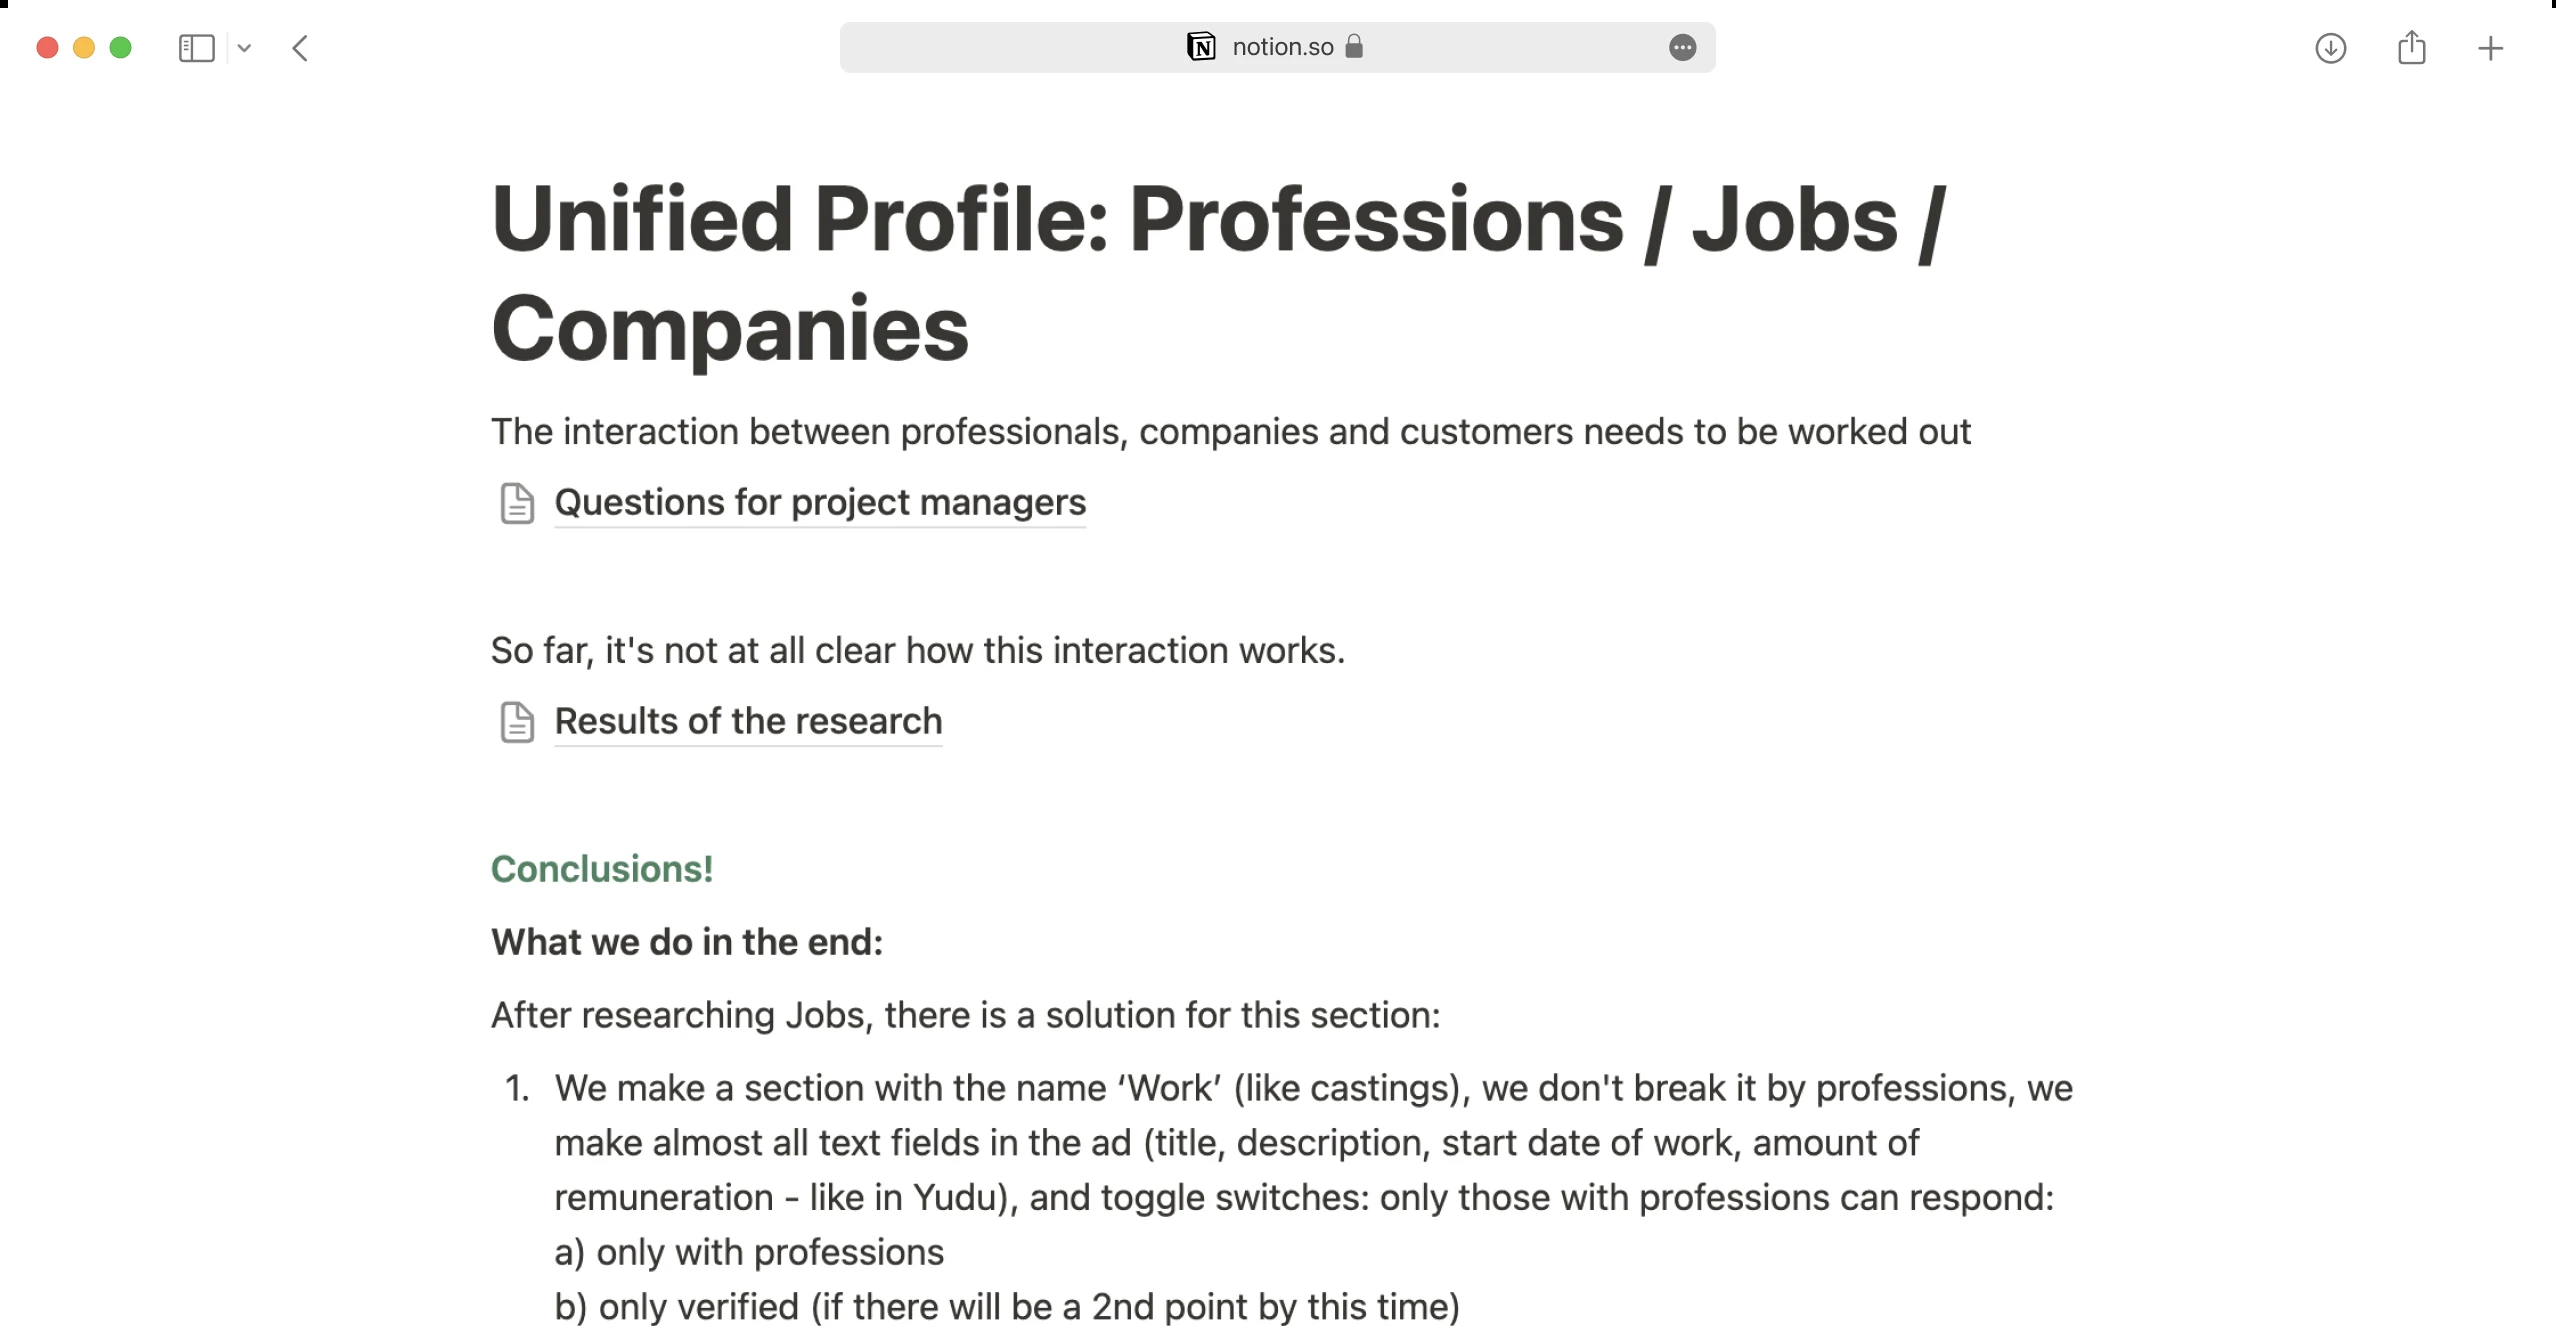 notion.so
Unified Profile: Professions / Jobs /
Companies
The interaction between professionals, companies and customers needs to be worked out
Questions for project managers
So far, it's not at all clear how this interaction works.
Results of the research
Conclusions!
What we do in the end:
After researching Jobs, there is a solution for this section:
1. We make a section with the name ‘Work’ (like castings), we don't break it by professions, we
make almost all text fields in the ad (title, description, start date of work, amount of
remuneration - like in Yudu), and toggle switches: only those with professions can respond:
a) only with professions
b) only verified (if there will be a 2nd point by this time)